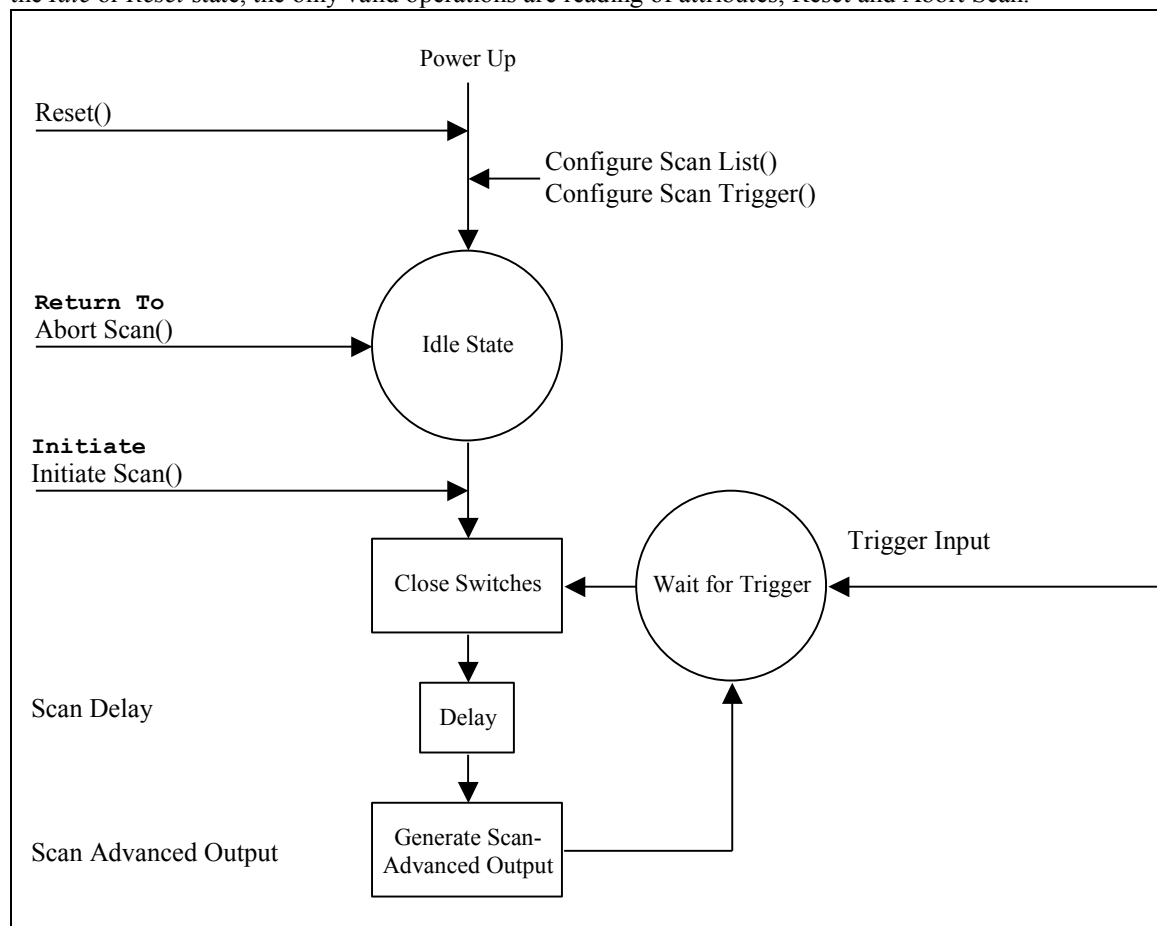 the Idle or Reset state, the only valid operations are reading of attributes, Reset and Abort Scan.
Power Up
Reset()
Configure Scan List()
Configure Scan Trigger()
Return To
Abort Scan()
Idle State
Initiate
Initiate Scan()
Trigger Input
Close Switches
Wait for Trigger
Scan Delay
Delay
Scan Advanced Output
Generate Scan-
Advanced Output